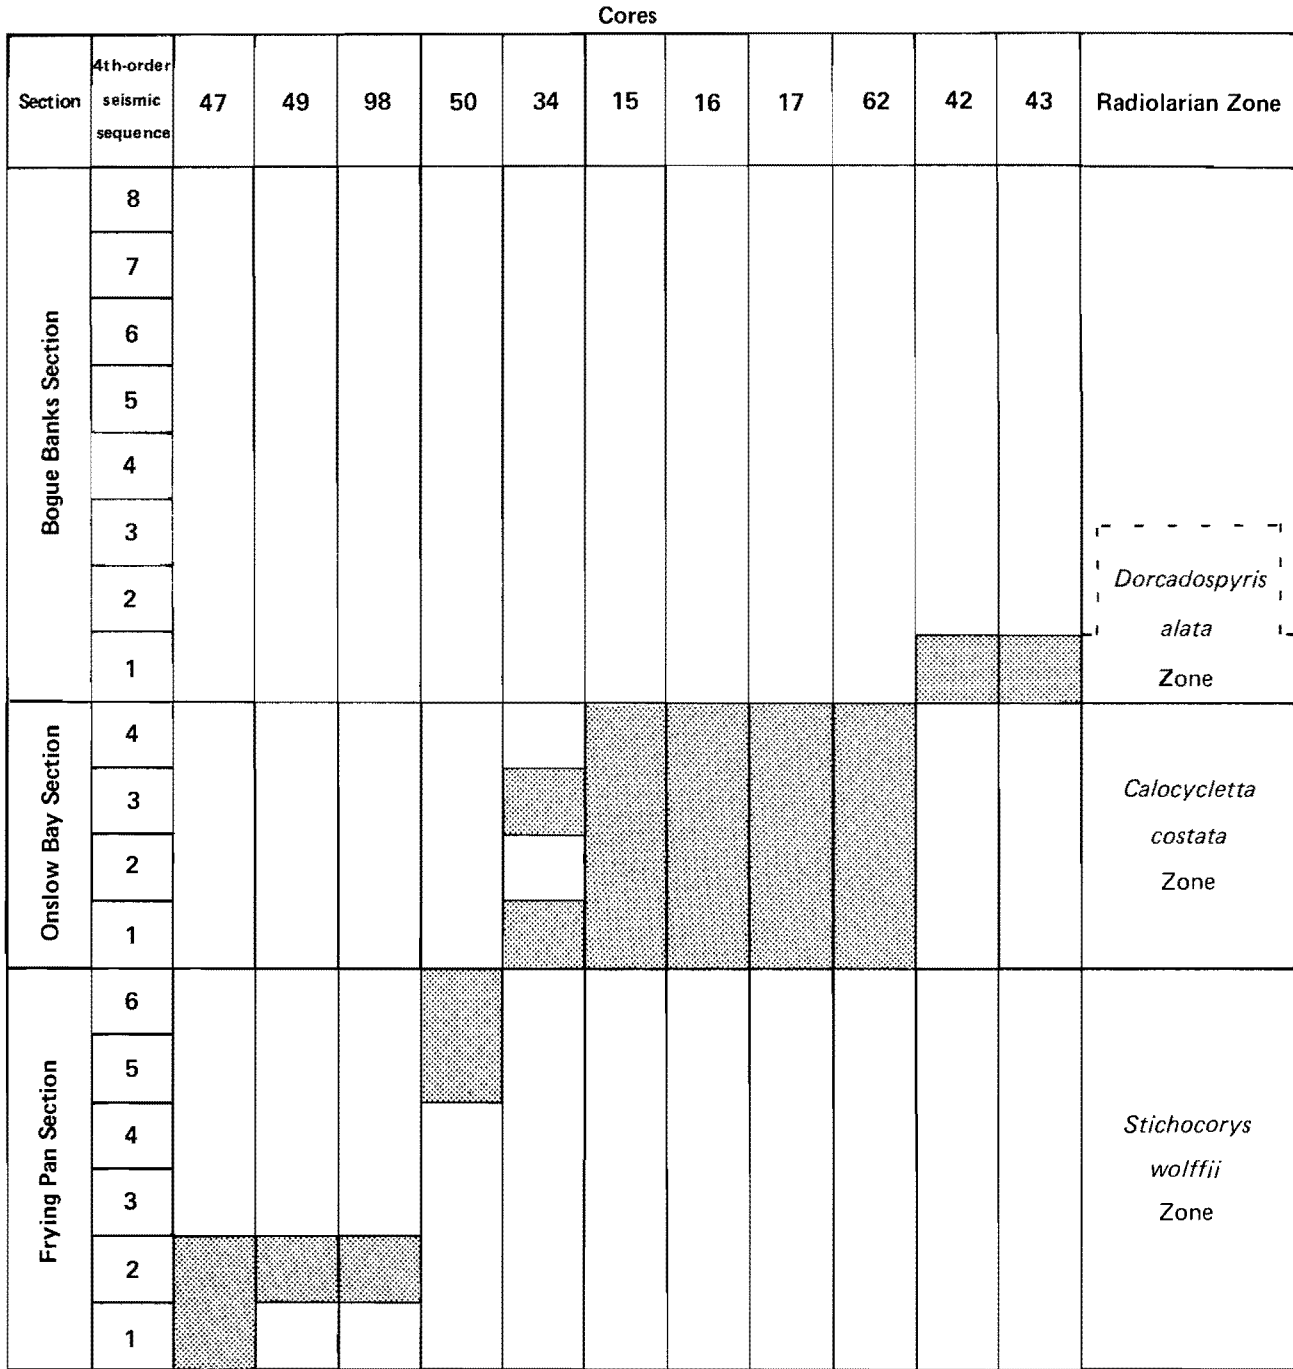 Cores
Section
4th-order
seismic
sequence
47 49 98 50 34 15 16 17 62 42 43 Radiolarian Zone
Bogue Banks Section
8
7
6
5
4
3
2
1
Dorcadospyris
alata
Zone
Onslow Bay Section
4
3
2
1
Calocycletta
costata
Zone
Frying Pan Section
6
5
4
3
2
1
Stichocorys
wolffii
Zone